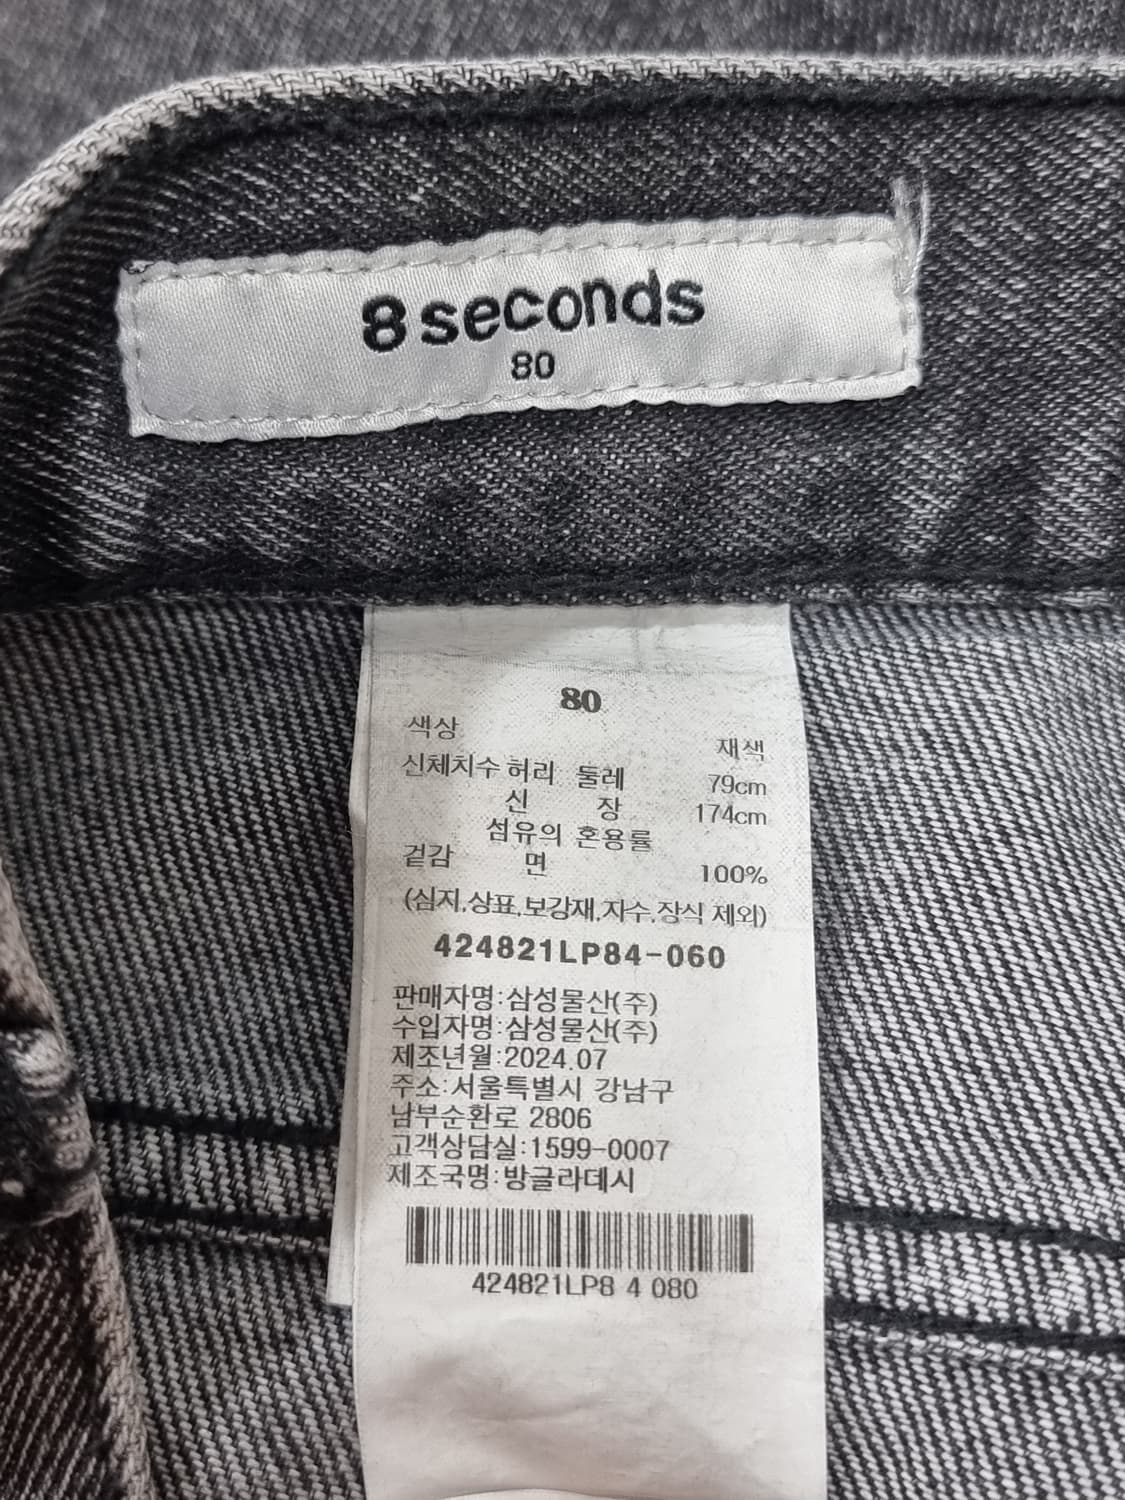 8 seconds
80
80
색상 재색
신체치수 허리 둘레 79cm
신 장 174cm
섬유의 혼용률
겉감 면 100%
(심지,상표,보강재,자수,장식 제외)
424821LP84-060
판매자명:삼성물산(주)
수입자명:삼성물산(주)
제조년월:2024.07
주소:서울특별시 강남구
남부순환로 2806
고객상담실:1599-0007
제조국명:방글라데시
424821LP8 4 080